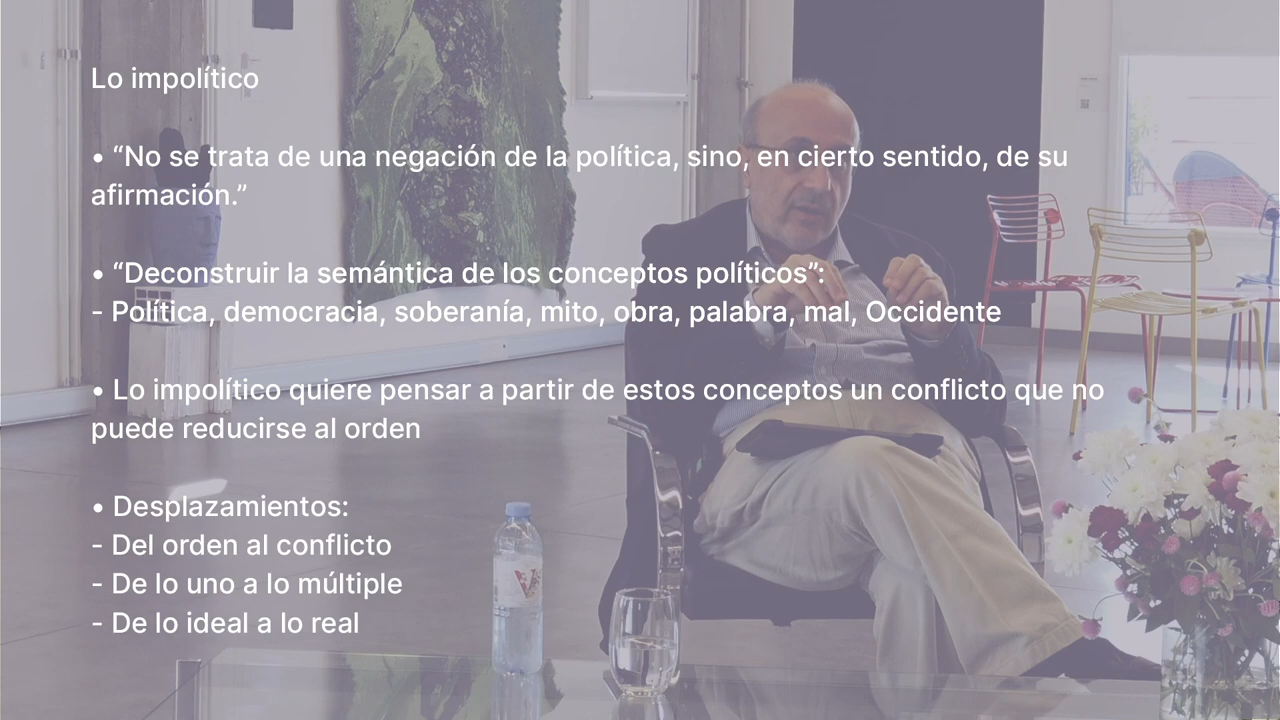 Lo impolítico
• “No se trata de una negación de la política, sino, en cierto sentido, de su
afirmación.”
• “Deconstruir la semántica de los conceptos políticos”:
- Política, democracia, soberanía, mito, obra, palabra, mal, Occidente
• Lo impolítico quiere pensar a partir de estos conceptos un conflicto que no
puede reducirse al orden
• Desplazamientos:
- Del orden al conflicto
- De lo uno a lo múltiple
- De lo ideal a lo real